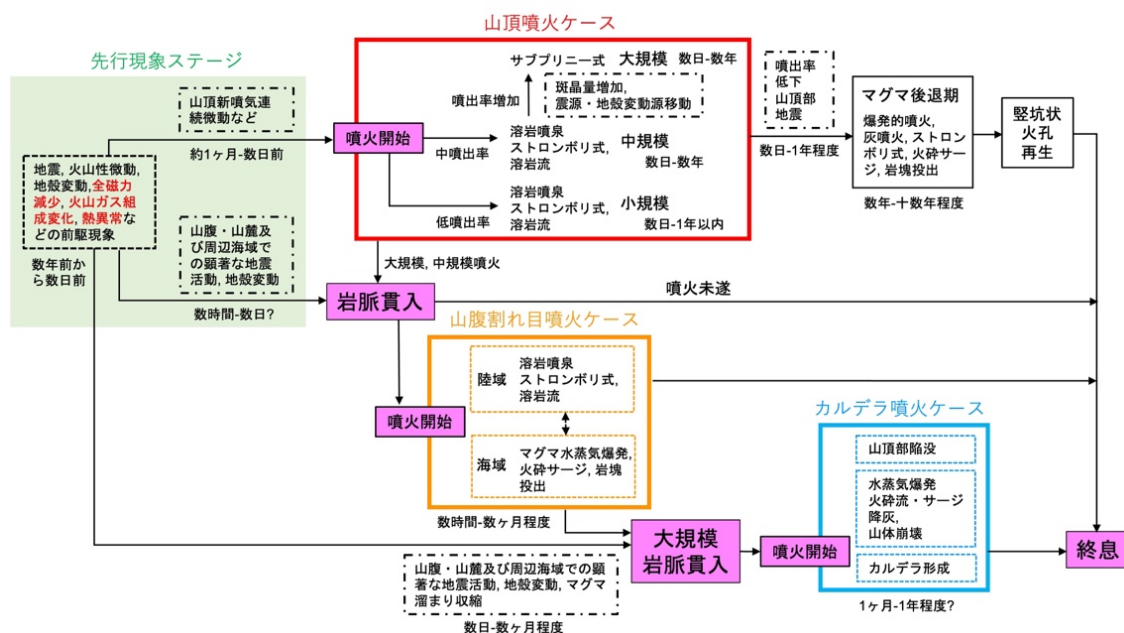 先行現象ステージ
山頂新噴気連
続微動など
約1ヶ月-数日前
地震, 火山性微動,
地殻変動,全磁力
減少, 火山ガス組
成変化, 熱異常な
どの前駆現象
数年前か
ら数日前
山腹・山麓及
び周辺海域で
の顕著な地震
活動, 地殻変動
数時間-数日?
山頂噴火ケース
噴火開始
サブプリニー式 大規模 数日-数年
噴出率増加
斑晶量増加,
震源・地殻変動源移動
中噴出率
溶岩噴泉
ストロンボリ式,
溶岩流
中規模
数日-数年
低噴出率
溶岩噴泉
ストロンボリ式,
溶岩流
小規模
数日-1年以内
噴出率
低下
山頂部
地震
数日-1年程度
マグマ後退期
爆発的噴火,
灰噴火, ストロン
ボリ式, 火砕サー
ジ, 岩塊投出
数年-十数年程度
竪坑状
火孔
再生
大規模, 中規模噴火
岩脈貫入
噴火未遂
山腹割れ目噴火ケース
噴火開始
陸域
溶岩噴泉
ストロンボリ式,
溶岩流
海域
マグマ水蒸気爆発,
火砕サージ, 岩塊
投出
数時間-数ヶ月程度
大規模
岩脈貫入
山腹・山麓及び周辺海域での顕
著な地震活動, 地殻変動, マグマ
溜まり収縮
数日-数ヶ月程度
カルデラ噴火ケース
噴火開始
山頂部陥没
水蒸気爆発
火砕流・サージ
降灰,
山体崩壊
カルデラ形成
1ヶ月-1年程度?
終息